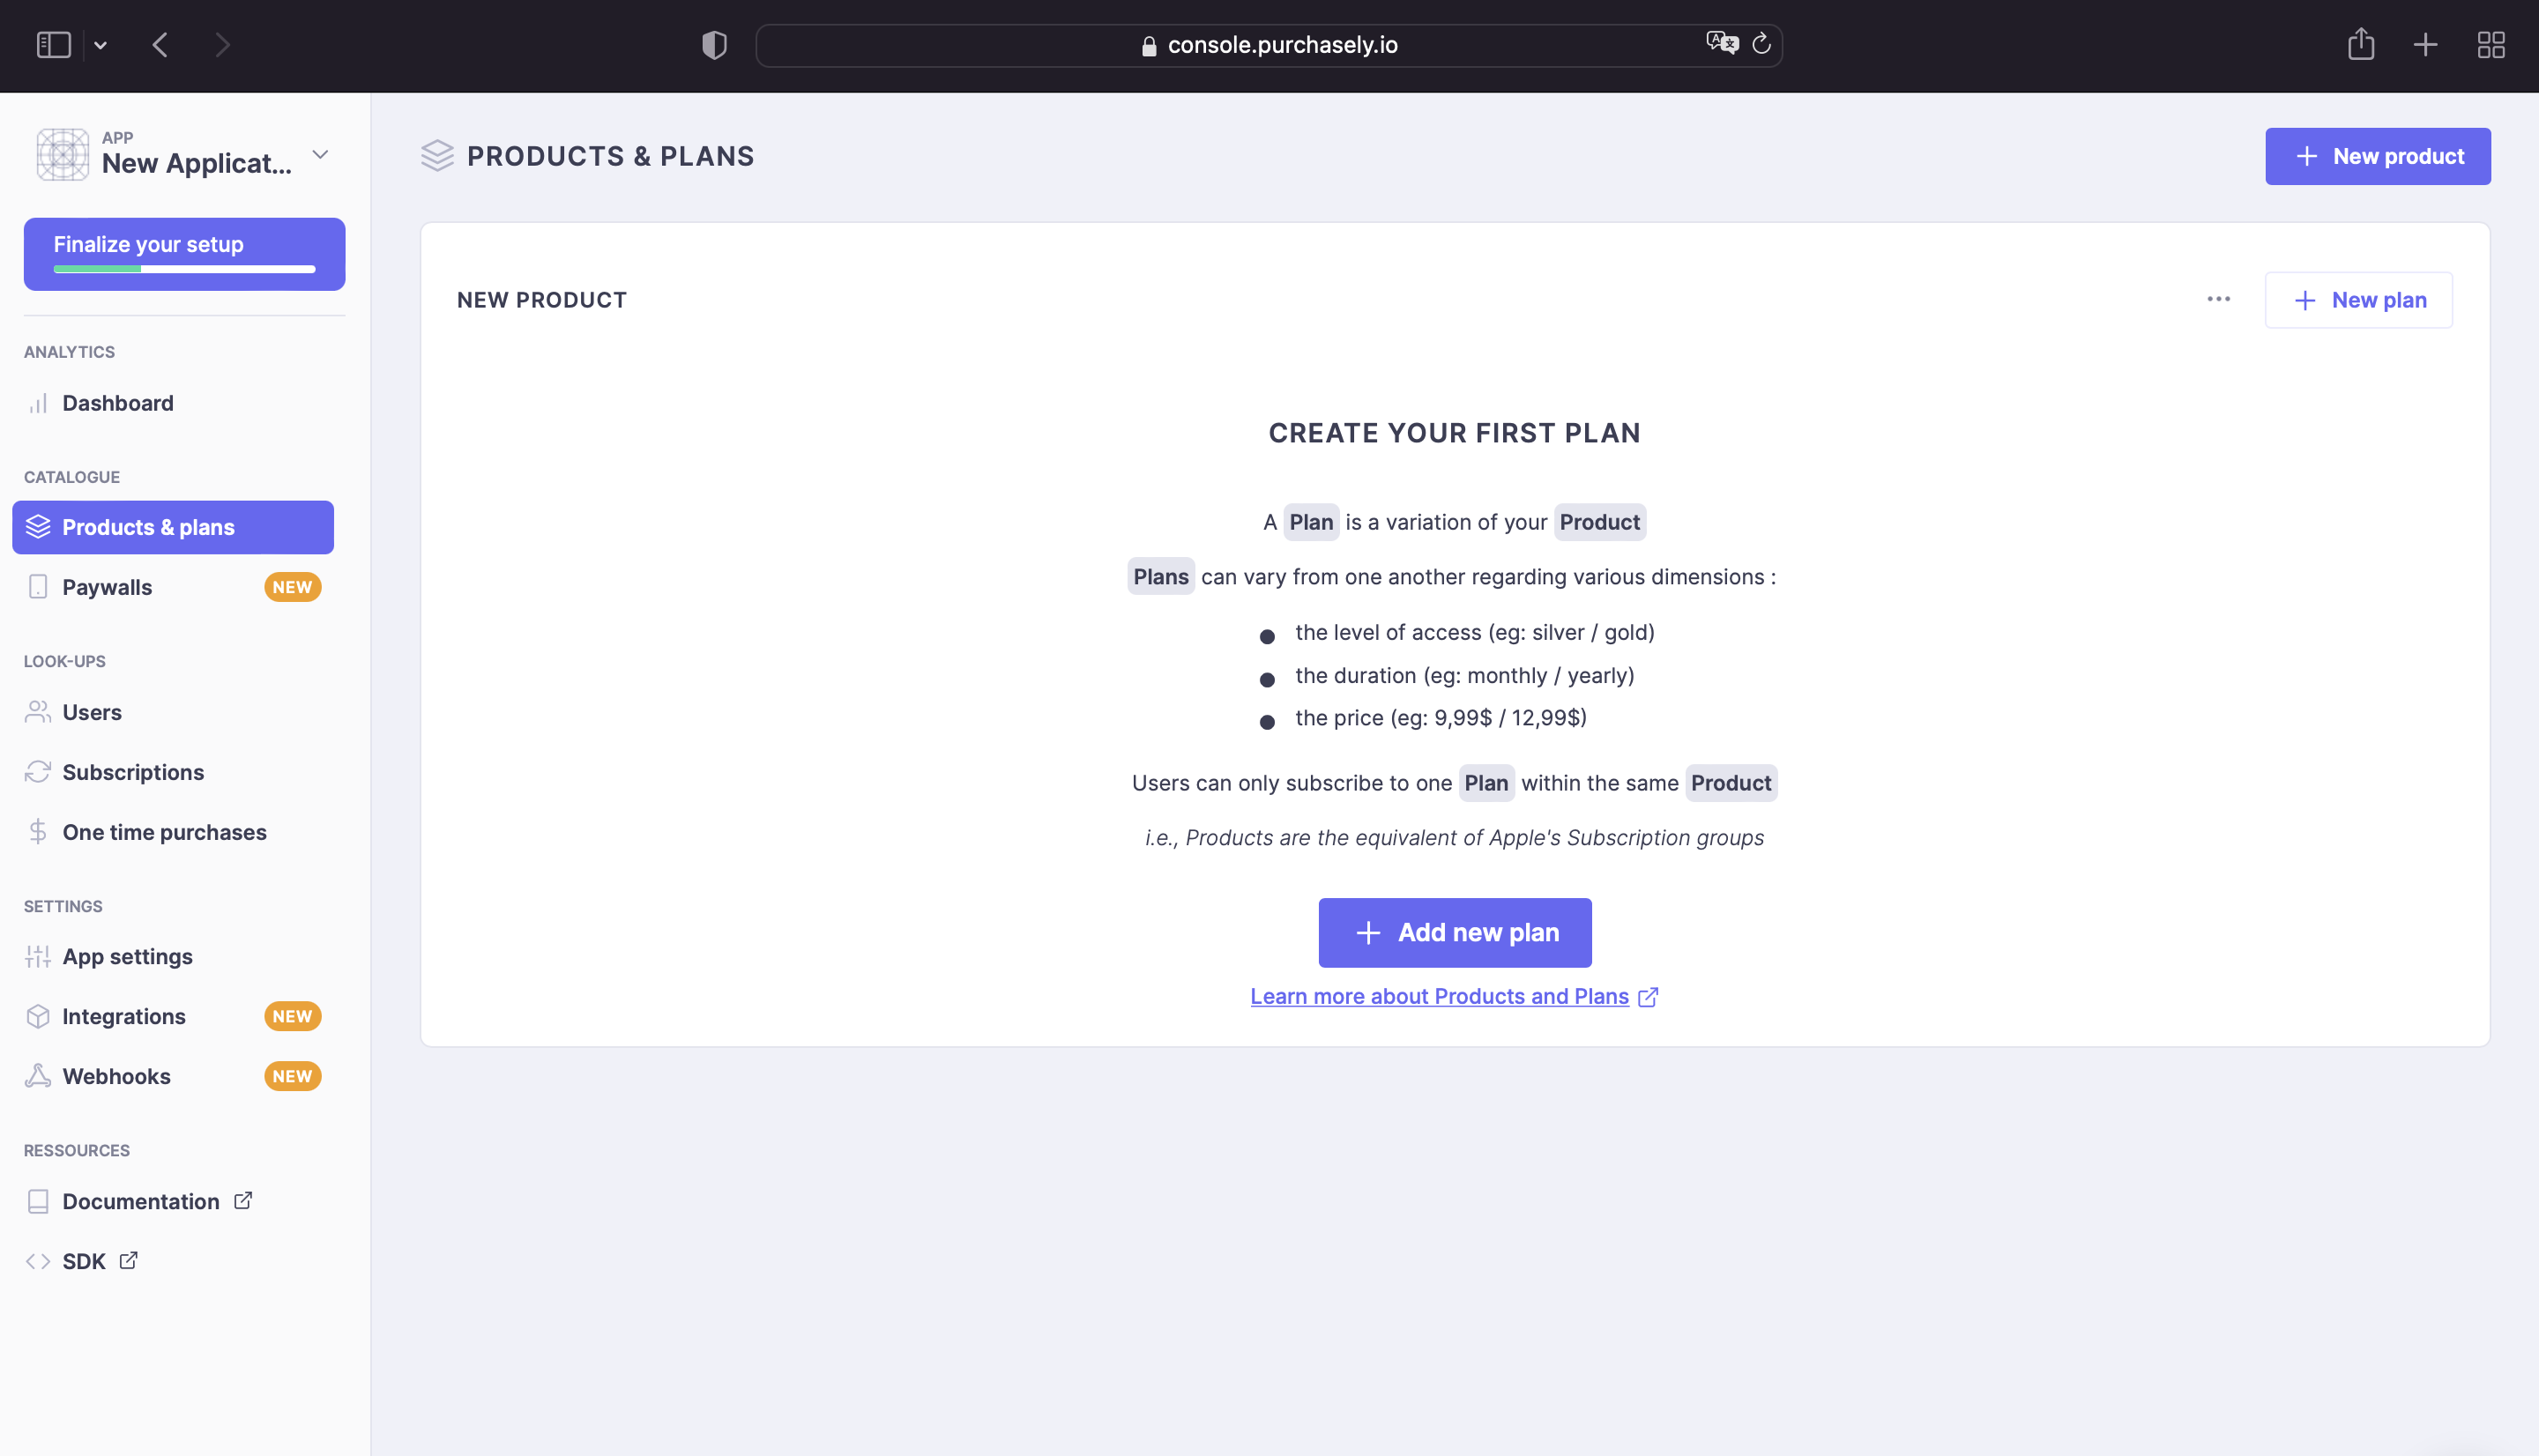 console.purchasely.io
APP
New Applicat...
Finalize your setup
ANALYTICS
Dashboard
CATALOGUE
Products & plans
Paywalls NEW
LOOK-UPS
Users
Subscriptions
One time purchases
SETTINGS
App settings
Integrations NEW
Webhooks NEW
RESSOURCES
Documentation
SDK
PRODUCTS & PLANS
New product
NEW PRODUCT
New plan
CREATE YOUR FIRST PLAN
A Plan is a variation of your Product
Plans can vary from one another regarding various dimensions :
the level of access (eg: silver / gold)
the duration (eg: monthly / yearly)
the price (eg: 9,99$ / 12,99$)
Users can only subscribe to one Plan within the same Product
i.e., Products are the equivalent of Apple's Subscription groups
Add new plan
Learn more about Products and Plans